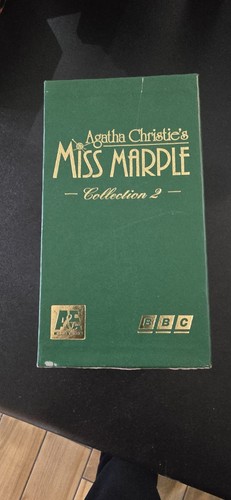 Agatha Christie's
MISS MARPLE
Collection 2
A&E
BBC